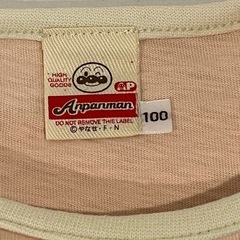 HIGH
QUALITY
GOODS
AP
Anpanman
DO NOT REMOVE THIS LABEL
©やなせ・F・N
100